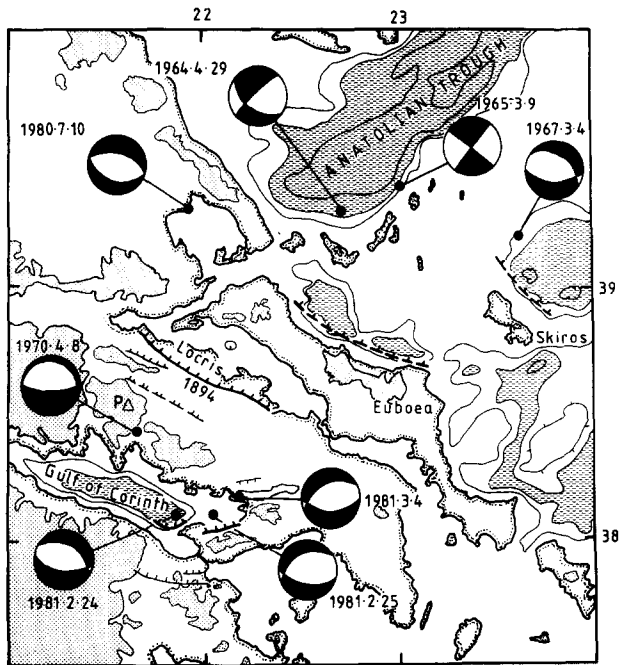 22 23
1964·4·29
ANATOLIAN TROUGH
1965·3·9
1980·7·10
1967·3·4
39
Skiros
1970·4·8
Locris
1894
Euboea
P△
Gulf of Corinth
1981·3·4
38
1981·2·24
1981·2·25